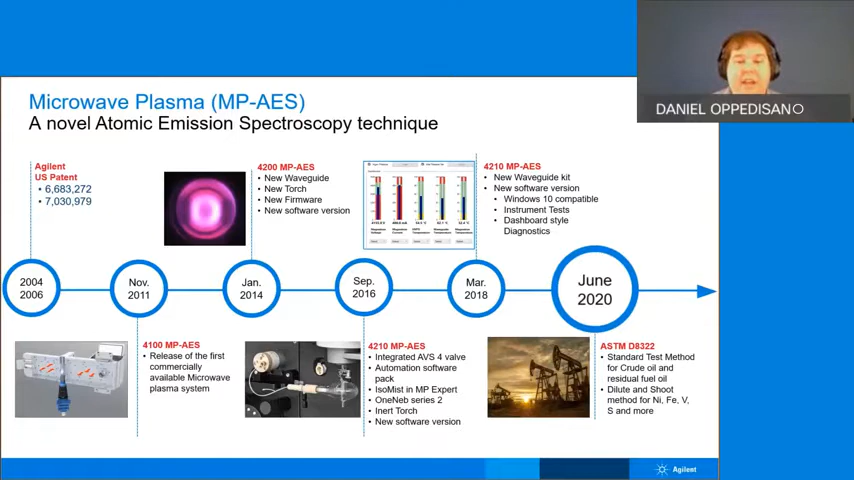 DANIEL OPPEDISANO
Microwave Plasma (MP-AES)
A novel Atomic Emission Spectroscopy technique
Agilent
US Patent
• 6,683,272
• 7,030,979
4200 MP-AES
• New Waveguide
• New Torch
• New Firmware
• New software version
4210 MP-AES
• New Waveguide kit
• New software version
• Windows 10 compatible
• Instrument Tests
• Dashboard style
Diagnostics
2004
2006
Nov.
2011
Jan.
2014
Sep.
2016
Mar.
2018
June
2020
4100 MP-AES
• Release of the first
commercially
available Microwave
plasma system
4210 MP-AES
• Integrated AVS 4 valve
• Automation software
pack
• IsoMist in MP Expert
• OneNeb series 2
• Inert Torch
• New software version
ASTM D8322
• Standard Test Method
for Crude oil and
residual fuel oil
• Dilute and Shoot
method for Ni, Fe, V,
S and more
Agilent